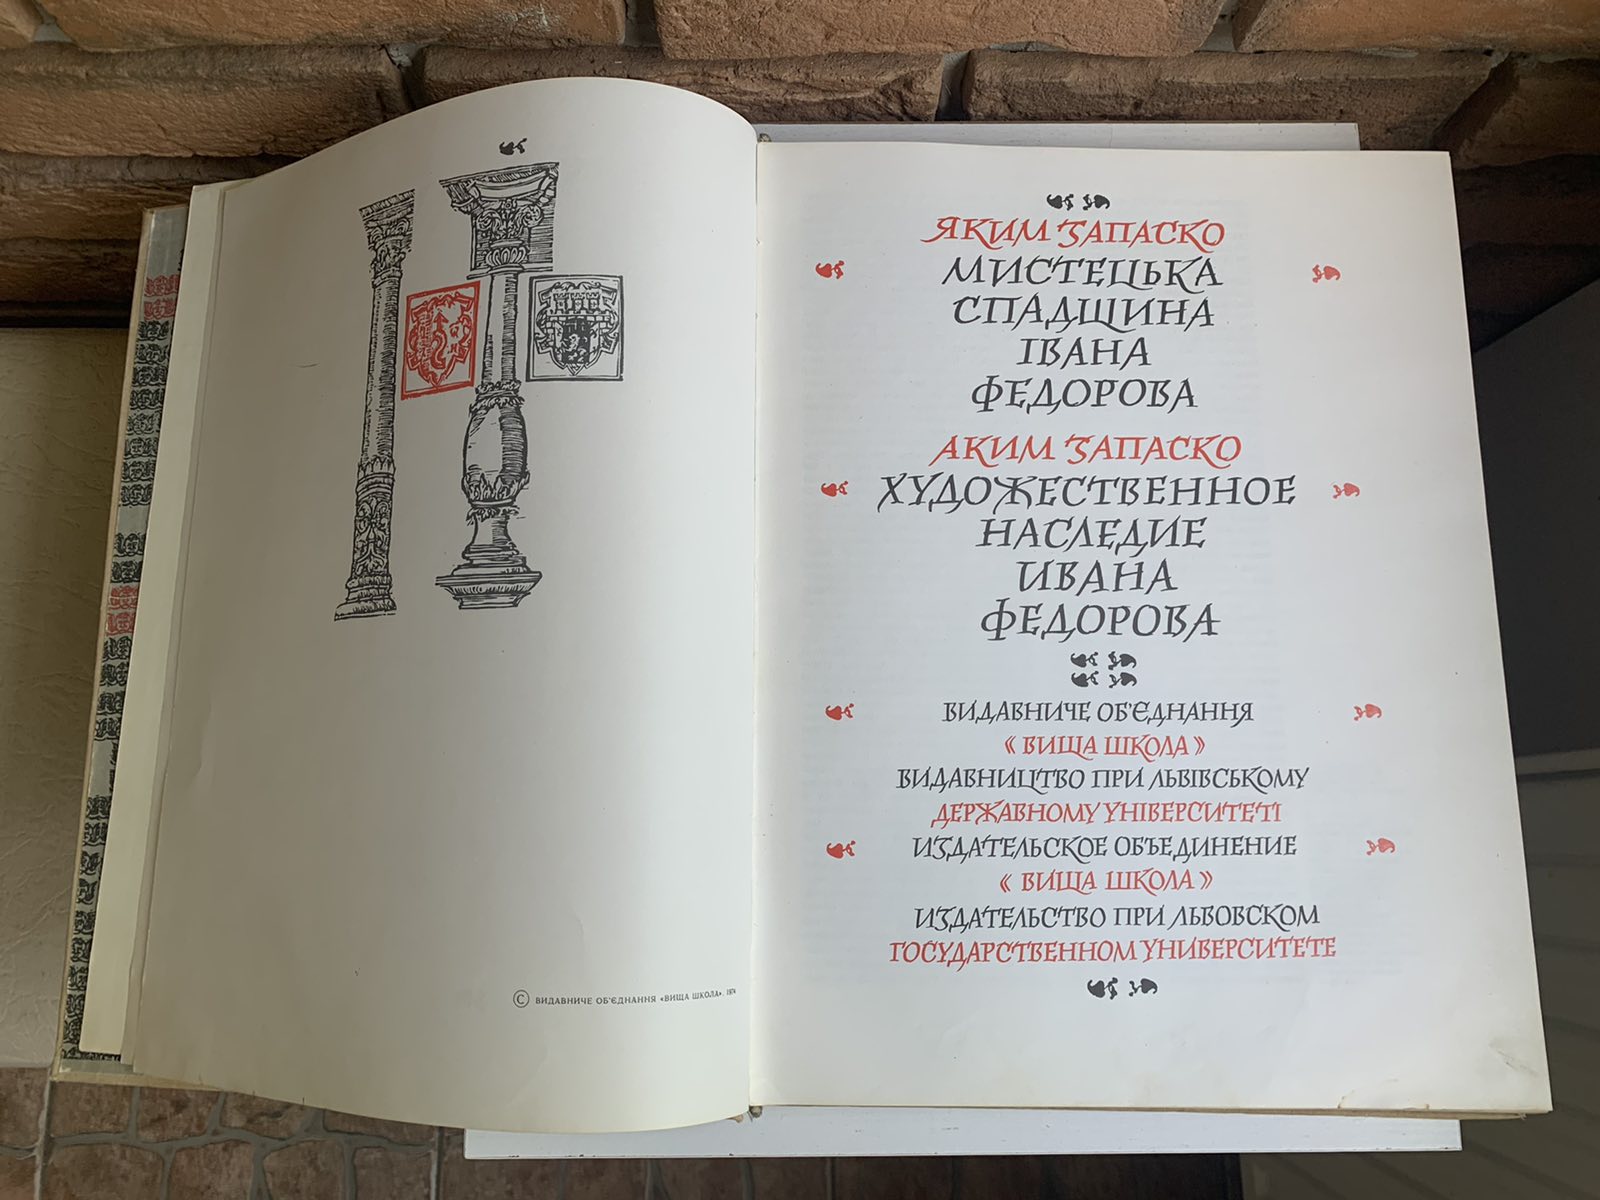 © ВИДАВНИЧЕ ОБ'ЄДНАННЯ «ВИЩА ШКОЛА», 1974
ЯКИМ ЗАПАСКО
МИСТЕЦЬКА
СПАДЩИНА
ІВАНА
ФЕДОРОВА
АКИМ ЗАПАСКО
ХУДОЖЕСТВЕННОЕ
НАСЛЕДИЕ
ИВАНА
ФЕДОРОВА
ВИДАВНИЧЕ ОБ'ЄДНАННЯ
«ВИЩА ШКОЛА»
ВИДАВНИЦТВО ПРИ ЛЬВІВСЬКОМУ
ДЕРЖАВНОМУ УНІВЕРСИТЕТІ
ИЗДАТЕЛЬСКОЕ ОБЪЕДИНЕНИЕ
«ВИЩА ШКОЛА»
ИЗДАТЕЛЬСТВО ПРИ ЛЬВОВСКОМ
ГОСУДАРСТВЕННОМ УНИВЕРСИТЕТЕ